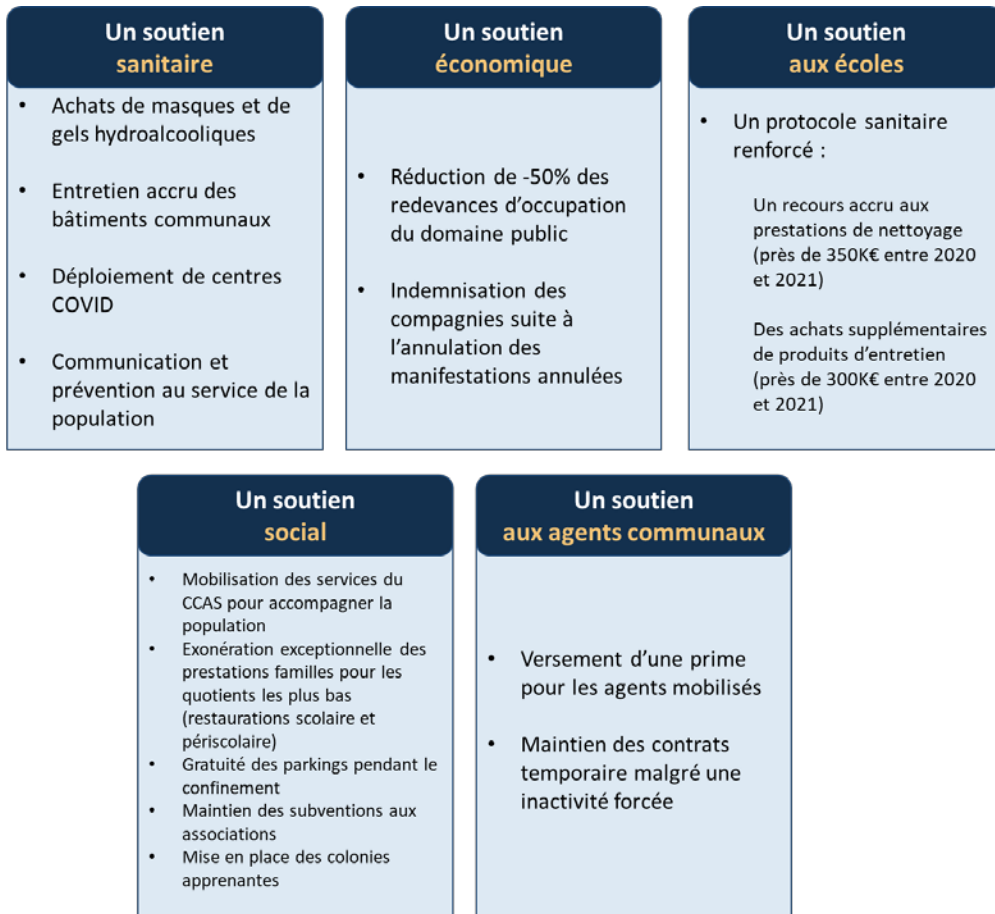 Un soutien
sanitaire
• Achats de masques et de
gels hydroalcooliques
• Entretien accru des
bâtiments communaux
• Déploiement de centres
COVID
• Communication et
prévention au service de la
population
Un soutien
économique
• Réduction de -50% des
redevances d'occupation
du domaine public
• Indemnisation des
compagnies suite à
l'annulation des
manifestations annulées
Un soutien
aux écoles
• Un protocole sanitaire
renforcé :
Un recours accru aux
prestations de nettoyage
(près de 350K€ entre 2020
et 2021)
Des achats supplémentaires
de produits d'entretien
(près de 300K€ entre 2020
et 2021)
Un soutien
social
• Mobilisation des services du
CCAS pour accompagner la
population
• Exonération exceptionnelle des
prestations familles pour les
quotients les plus bas
(restaurations scolaire et
périscolaire)
• Gratuité des parkings pendant le
confinement
• Maintien des subventions aux
associations
• Mise en place des colonies
apprenantes
Un soutien
aux agents communaux
• Versement d'une prime
pour les agents mobilisés
• Maintien des contrats
temporaire malgré une
inactivité forcée